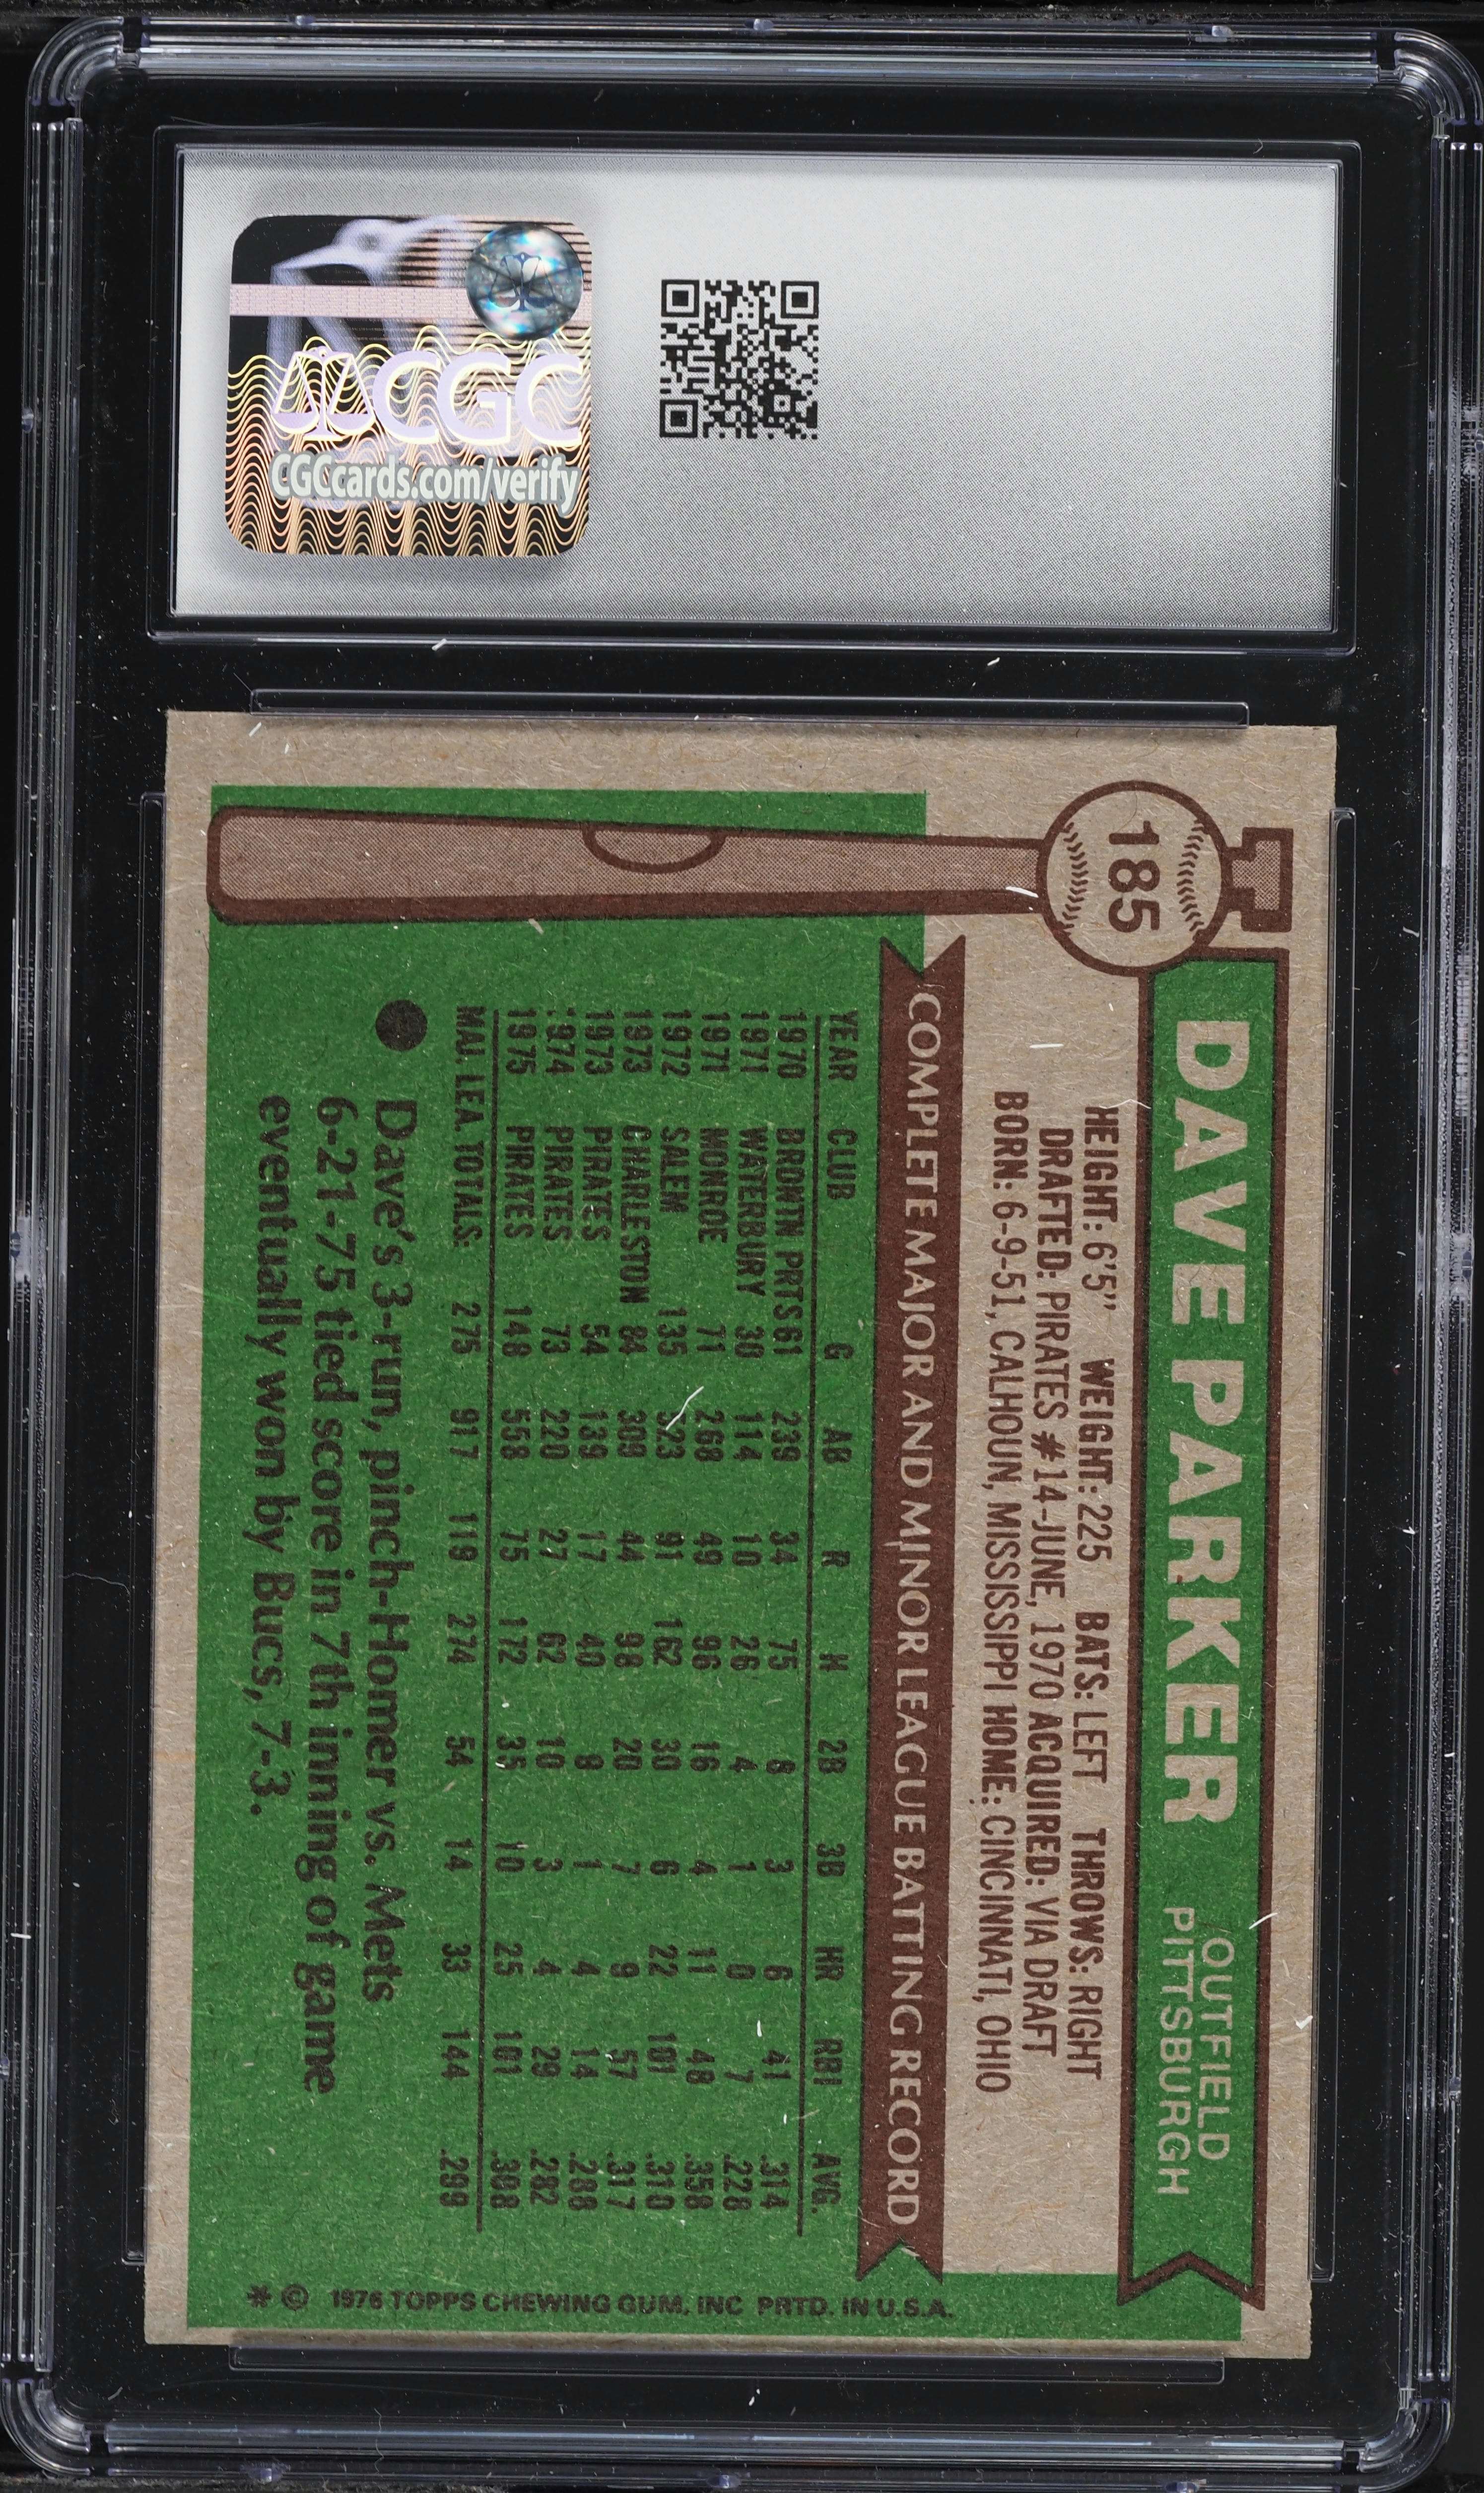 CGC
CGCcards.com/verify
185
DAVE PARKER
OUTFIELD
PITTSBURGH
HEIGHT: 6'5" WEIGHT: 225 BATS: LEFT THROWS: RIGHT
DRAFTED: PIRATES #14-JUNE, 1970 ACQUIRED: VIA DRAFT
BORN: 6-9-51, CALHOUN, MISSISSIPPI HOME: CINCINNATI, OHIO
COMPLETE MAJOR AND MINOR LEAGUE BATTING RECORD
YEAR CLUB G AB R H 2B 3B HR RBI AVG.
1970 BRDWTN PRTS 61 239 34 75 8 3 6 41 .314
1971 WATERBURY 30 114 10 26 4 1 0 7 .228
1971 MONROE 71 268 49 96 16 4 11 48 .358
1972 SALEM 135 523 91 162 30 6 22 101 .310
1973 CHARLESTON 84 309 44 98 20 7 9 57 .317
1973 PIRATES 54 139 17 40 9 1 4 14 .288
1974 PIRATES 73 220 27 62 10 3 4 29 .282
1975 PIRATES 148 558 75 172 35 10 25 101 .308
MAJ. LEA. TOTALS: 275 917 119 274 54 14 33 144 .299
Dave's 3-run, pinch-Homer vs. Mets
6-21-75 tied score in 7th inning of game
eventually won by Bucs, 7-3.
* © 1976 TOPPS CHEWING GUM, INC PRTD. IN U.S.A.